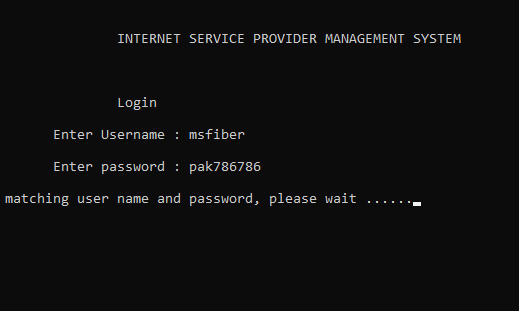 INTERNET SERVICE PROVIDER MANAGEMENT SYSTEM
Login
Enter Username : msfiber
Enter password : pak786786
matching user name and password, please wait ......